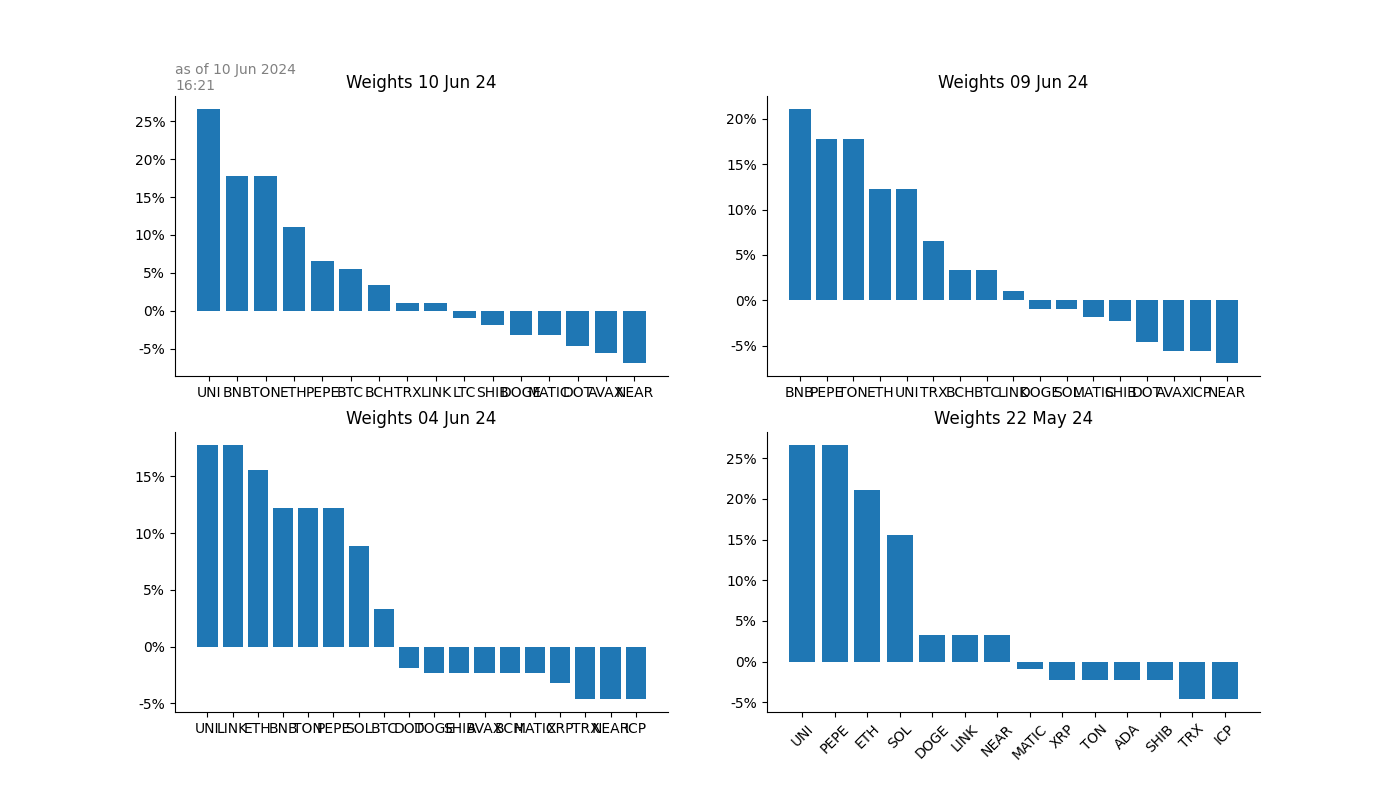 as of 10 Jun 2024
16:21
Weights 10 Jun 24
25%
20%
15%
10%
5%
0%
-5%
UNI BNB TON ETH PEPE BTC BCH TRX LINK LTC SHIB DOGE MATIC DOT AVAX NEAR
Weights 09 Jun 24
20%
15%
10%
5%
0%
-5%
BNB PEPE TON ETH UNI TRX BCH BTC LINK DOGE SOL MATIC SHIB DOT AVAX ICP NEAR
Weights 04 Jun 24
15%
10%
5%
0%
-5%
UNI LINK ETH BNB TON PEPE SOL BTC DOT DOGE SHIB AVAX BCH MATIC XRP TRX NEAR ICP
Weights 22 May 24
25%
20%
15%
10%
5%
0%
-5%
UNI PEPE ETH SOL DOGE LINK NEAR MATIC XRP TON ADA SHIB TRX ICP